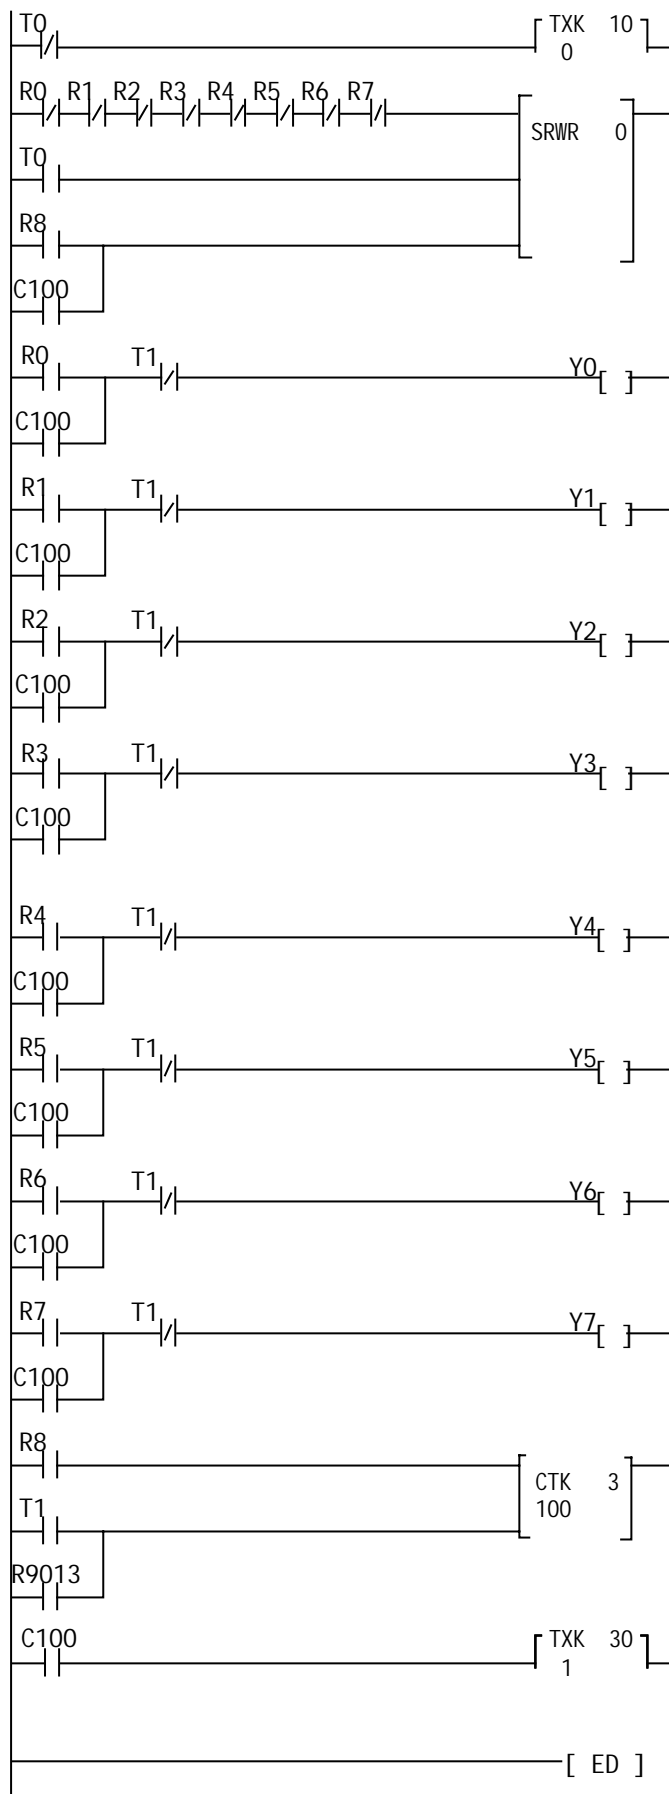 T0 TXK 10
0
R0 R1 R2 R3 R4 R5 R6 R7
SRWR 0
T0
R8
C100
R0 T1 Y0
C100
R1 T1 Y1
C100
R2 T1 Y2
C100
R3 T1 Y3
C100
R4 T1 Y4
C100
R5 T1 Y5
C100
R6 T1 Y6
C100
R7 T1 Y7
C100
R8
CTK 3
T1 100
R9013
C100 TXK 30
1
[ ED ]